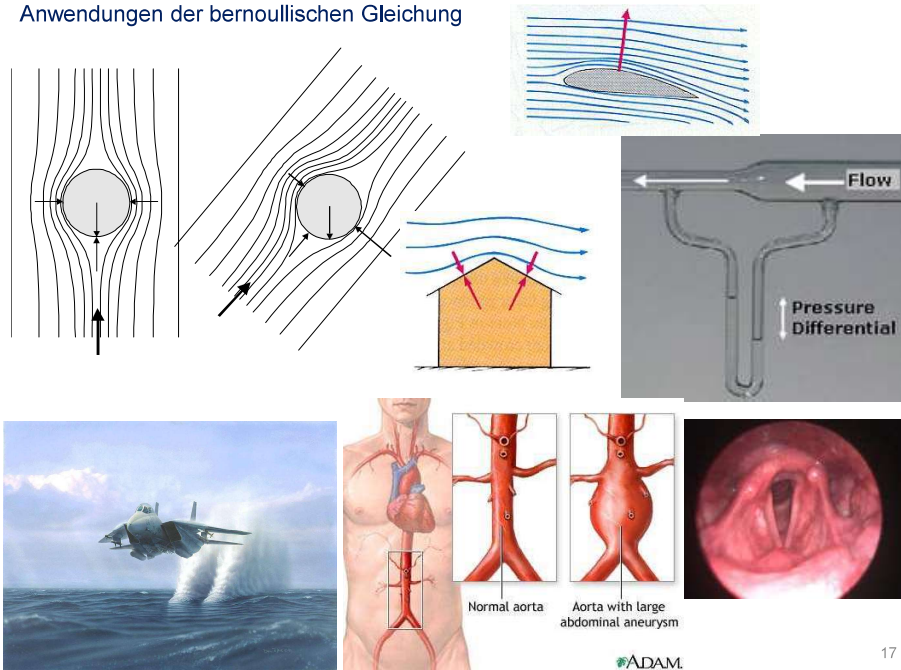 Anwendungen der bernoullischen Gleichung
Flow
Pressure
Differential
Normal aorta
Aorta with large
abdominal aneurysm
A.D.A.M.
17